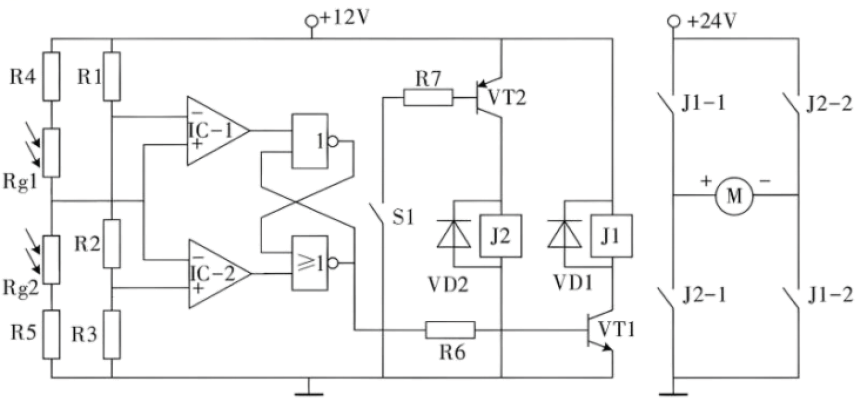 +12V
+24V
R4
R1
R7
VT2
J1-1
J2-2
−
IC-1
+
1
Rg1
+
M
−
S1
R2
J2
J1
−
IC-2
+
≥1
Rg2
VD2
VD1
J2-1
J1-2
R5
R3
R6
VT1